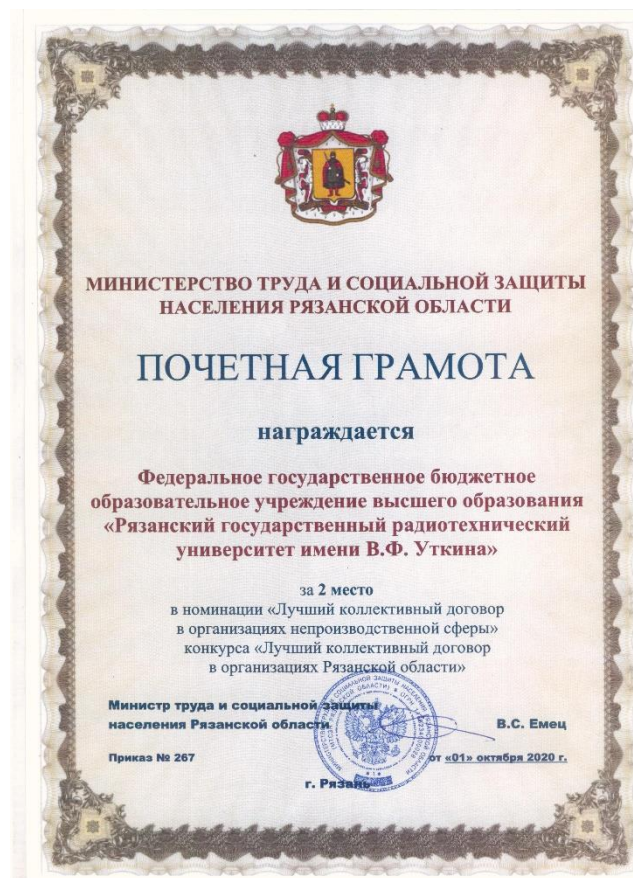 МИНИСТЕРСТВО ТРУДА И СОЦИАЛЬНОЙ ЗАЩИТЫ
НАСЕЛЕНИЯ РЯЗАНСКОЙ ОБЛАСТИ
ПОЧЕТНАЯ ГРАМОТА
награждается
Федеральное государственное бюджетное
образовательное учреждение высшего образования
«Рязанский государственный радиотехнический
университет имени В.Ф. Уткина»
за 2 место
в номинации «Лучший коллективный договор
в организациях непроизводственной сферы»
конкурса «Лучший коллективный договор
в организациях Рязанской области»
Министр труда и социальной защиты
населения Рязанской области В.С. Емец
Приказ № 267 от «01» октября 2020 г.
г. Рязань